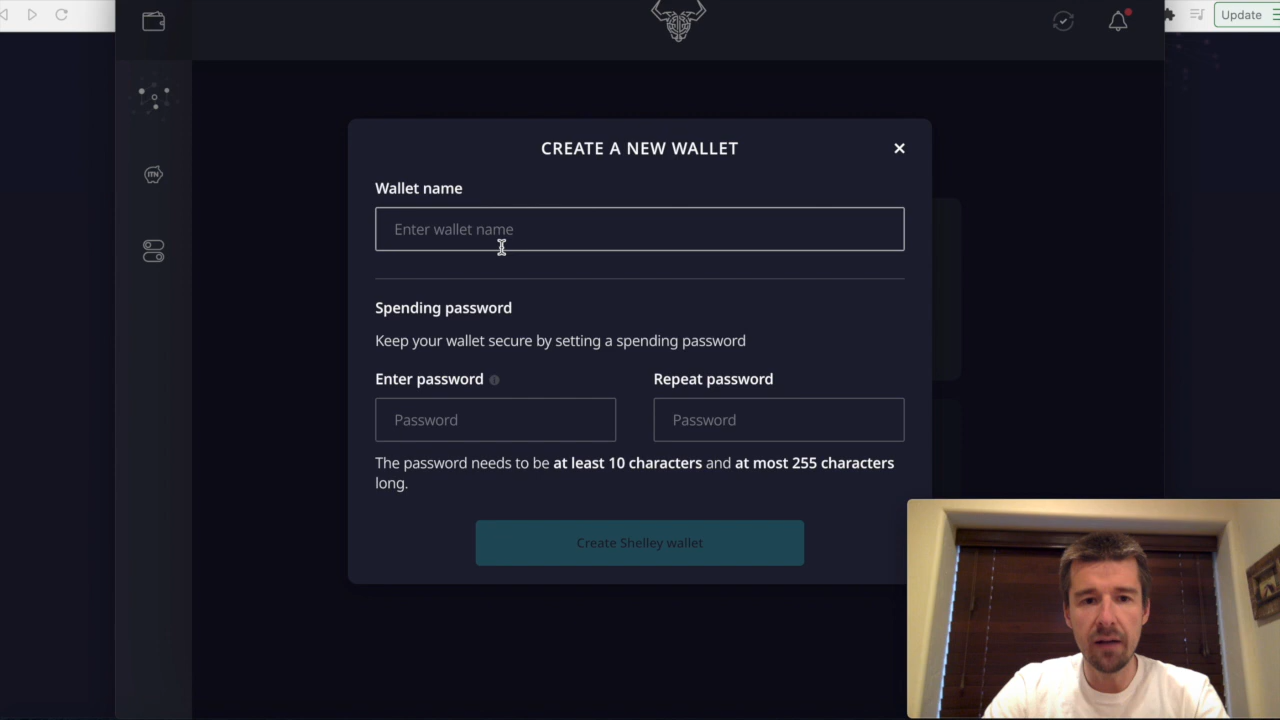 Update
CREATE A NEW WALLET
Wallet name
Enter wallet name
Spending password
Keep your wallet secure by setting a spending password
Enter password
Repeat password
Password
Password
The password needs to be at least 10 characters and at most 255 characters
long.
Create Shelley wallet
ITN